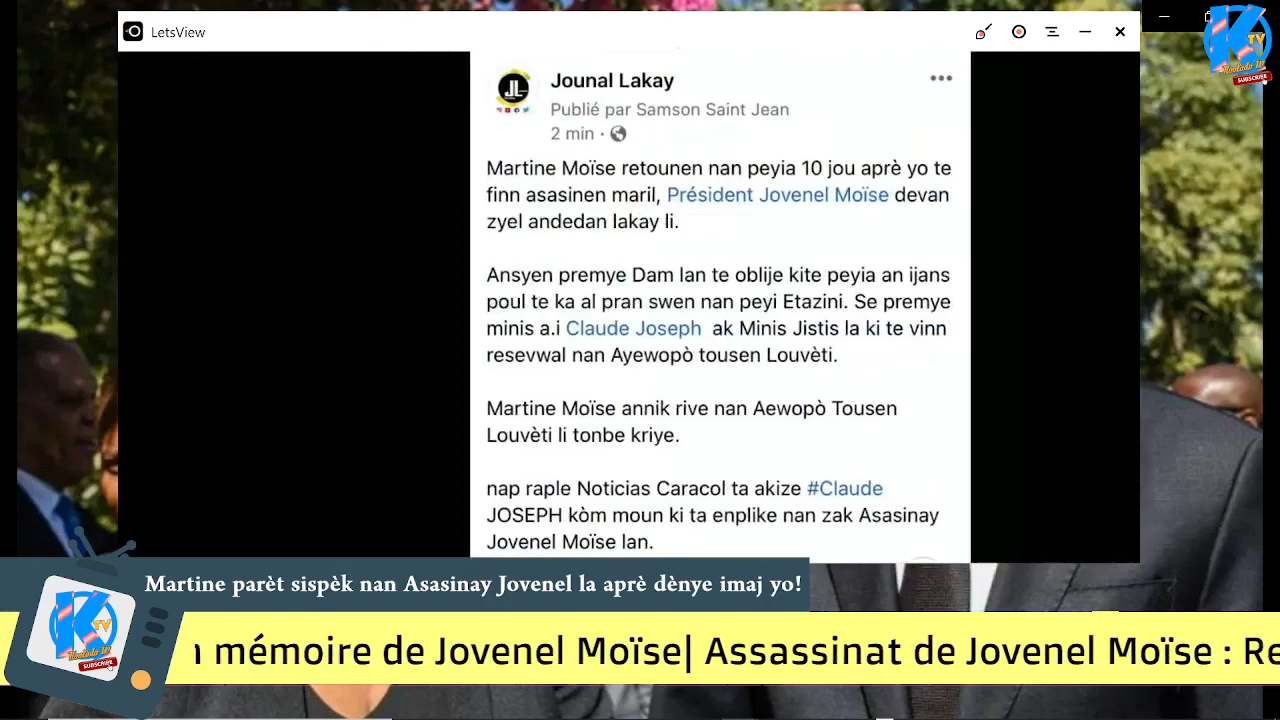 LetsView
K
TV
Koulada TV
SUBSCRIBE
Jounal Lakay
Publié par Samson Saint Jean
2 min ·
Martine Moïse retounen nan peyia 10 jou aprè yo te
finn asasinen maril, Président Jovenel Moïse devan
zyel andedan lakay li.
Ansyen premye Dam lan te oblije kite peyia an ijans
poul te ka al pran swen nan peyi Etazini. Se premye
minis a.i Claude Joseph ak Minis Jistis la ki te vinn
resevwal nan Ayewopò tousen Louvèti.
Martine Moïse annik rive nan Aewopò Tousen
Louvèti li tonbe kriye.
nap raple Noticias Caracol ta akize #Claude
JOSEPH kòm moun ki ta enplike nan zak Asasinay
Jovenel Moïse lan.
Martine parèt sispèk nan Asasinay Jovenel la aprè dènye imaj yo!
mémoire de Jovenel Moïse| Assassinat de Jovenel Moïse : Re
K
TV
SUBSCRIBE